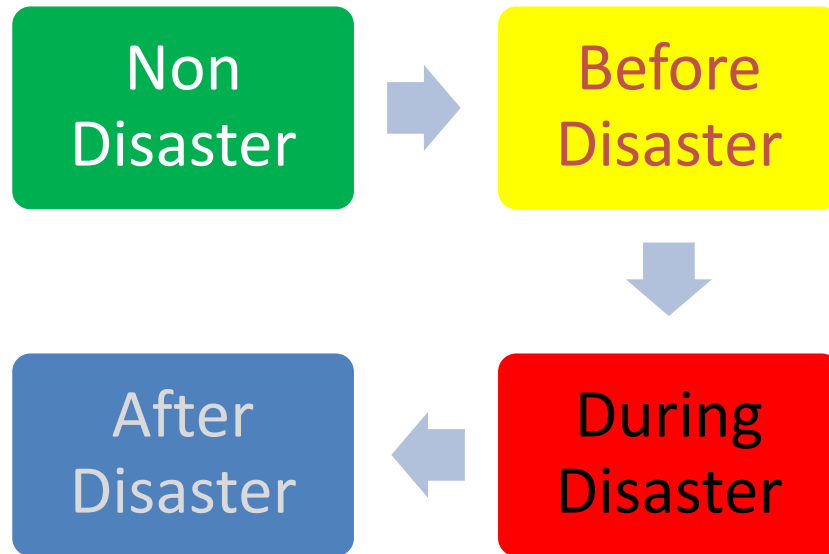 Non
Disaster
Before
Disaster
During
Disaster
After
Disaster